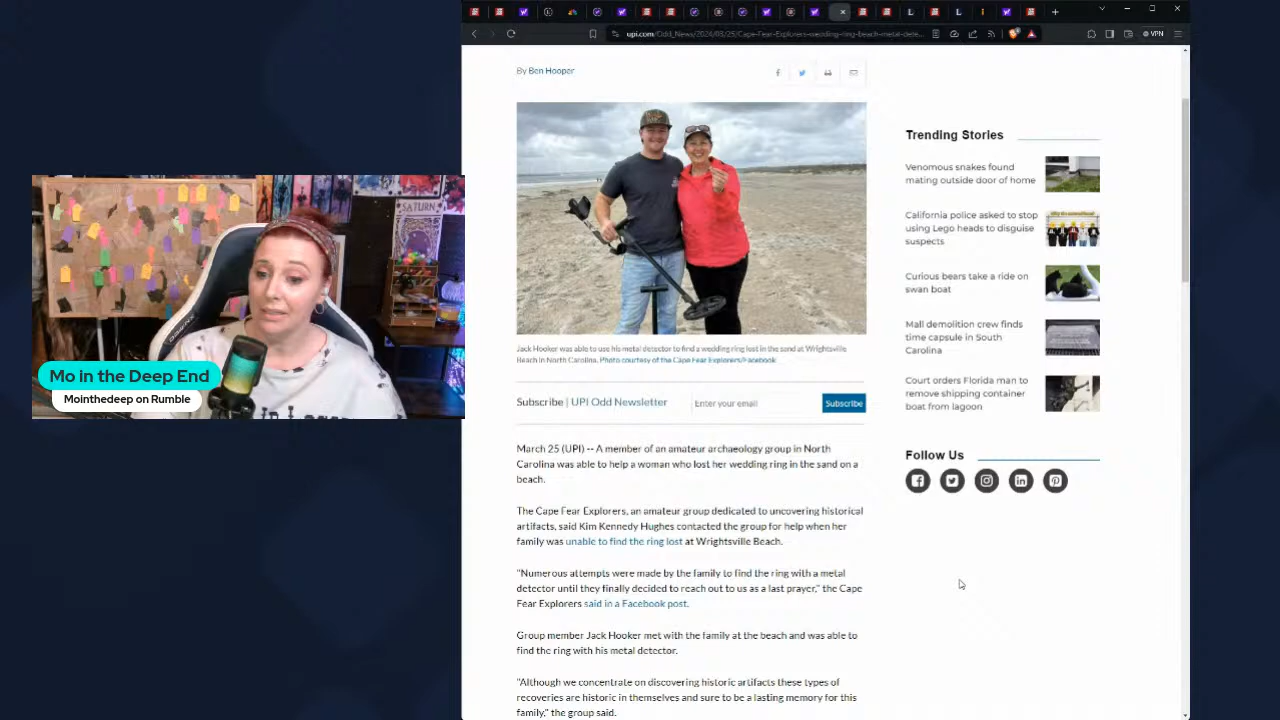 upi.com/Odd_News/2024/03/25/Cape-Fear-Explorers-wedding-ring-beach-metal-dete...
VPN
By Ben Hooper
Jack Hooker was able to use his metal detector to find a wedding ring lost in the sand at Wrightsville
Beach in North Carolina. Photo courtesy of the Cape Fear Explorers/Facebook
Subscribe | UPI Odd Newsletter
Enter your email
Subscribe
March 25 (UPI) -- A member of an amateur archaeology group in North
Carolina was able to help a woman who lost her wedding ring in the sand on a
beach.
The Cape Fear Explorers, an amateur group dedicated to uncovering historical
artifacts, said Kim Kennedy Hughes contacted the group for help when her
family was unable to find the ring lost at Wrightsville Beach.
"Numerous attempts were made by the family to find the ring with a metal
detector until they finally decided to reach out to us as a last prayer," the Cape
Fear Explorers said in a Facebook post.
Group member Jack Hooker met with the family at the beach and was able to
find the ring with his metal detector.
"Although we concentrate on discovering historic artifacts these types of
recoveries are historic in themselves and sure to be a lasting memory for this
family," the group said.
Trending Stories
Venomous snakes found
mating outside door of home
California police asked to stop
using Lego heads to disguise
suspects
Curious bears take a ride on
swan boat
Mall demolition crew finds
time capsule in South
Carolina
Court orders Florida man to
remove shipping container
boat from lagoon
Follow Us
SATURN
Mo in the Deep End
Mointhedeep on Rumble